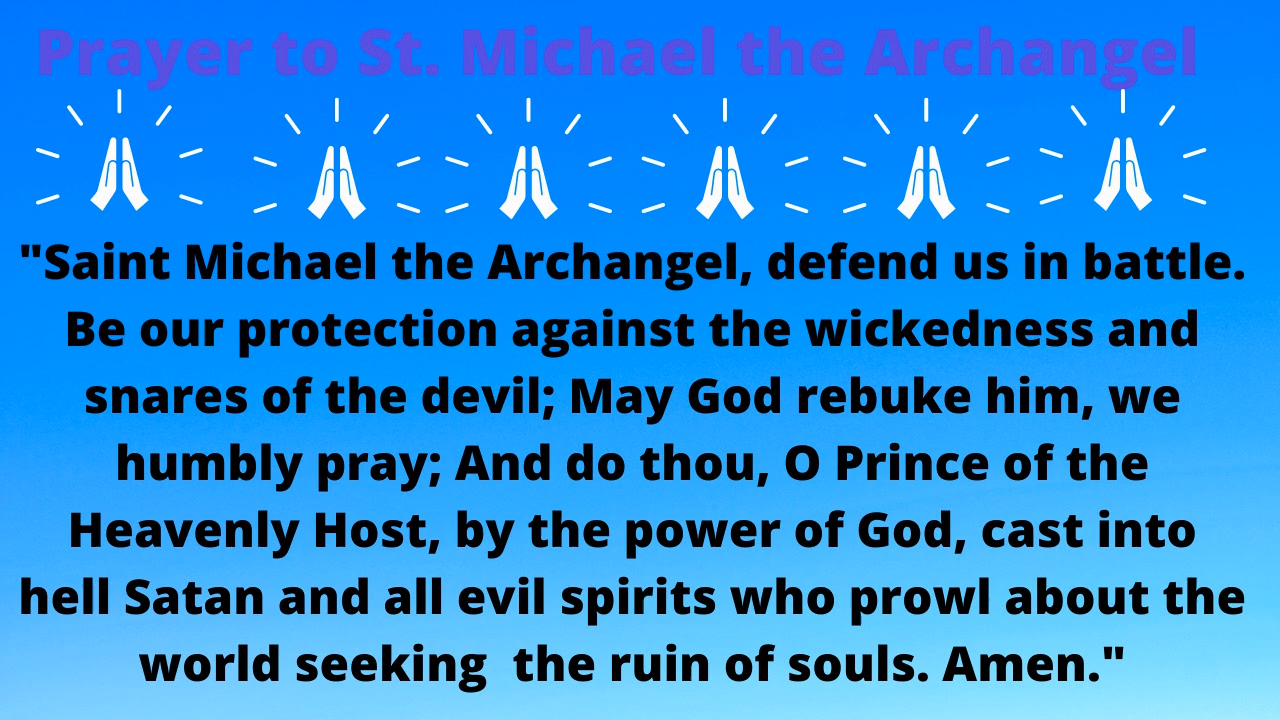 Prayer to St. Michael the Archangel
"Saint Michael the Archangel, defend us in battle.
Be our protection against the wickedness and
snares of the devil; May God rebuke him, we
humbly pray; And do thou, O Prince of the
Heavenly Host, by the power of God, cast into
hell Satan and all evil spirits who prowl about the
world seeking  the ruin of souls. Amen."